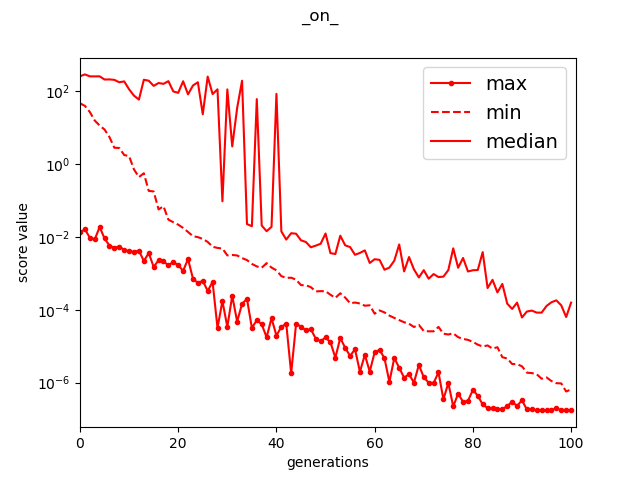 _on_
max
min
median
score value
10²
10⁰
10⁻²
10⁻⁴
10⁻⁶
0
20
40
60
80
100
generations